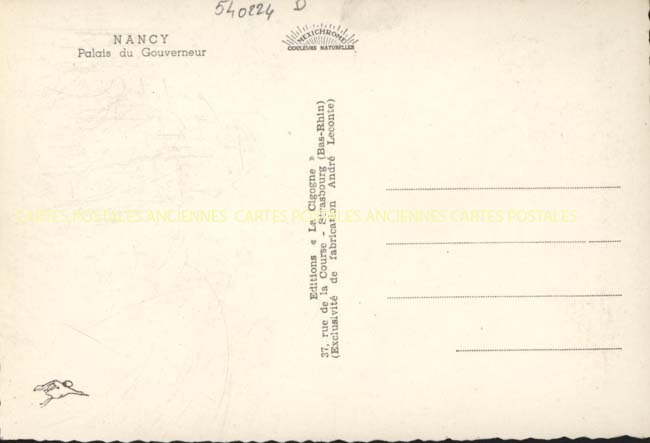 540224 D
NANCY
Palais du Gouverneur
MEXICHROME
COULEURS NATURELLES
Editions « La Cigogne »
37, rue de la Course - Strasbourg (Bas-Rhin)
(Exclusivité de fabrication André Leconte)
CARTES POSTALES ANCIENNES CARTES POSTALES ANCIENNES CARTES POSTALES